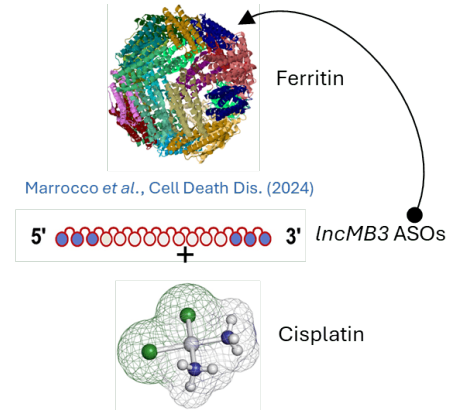 Ferritin
Marrocco et al., Cell Death Dis. (2024)
5' 3' lncMB3 ASOs
+
Cisplatin